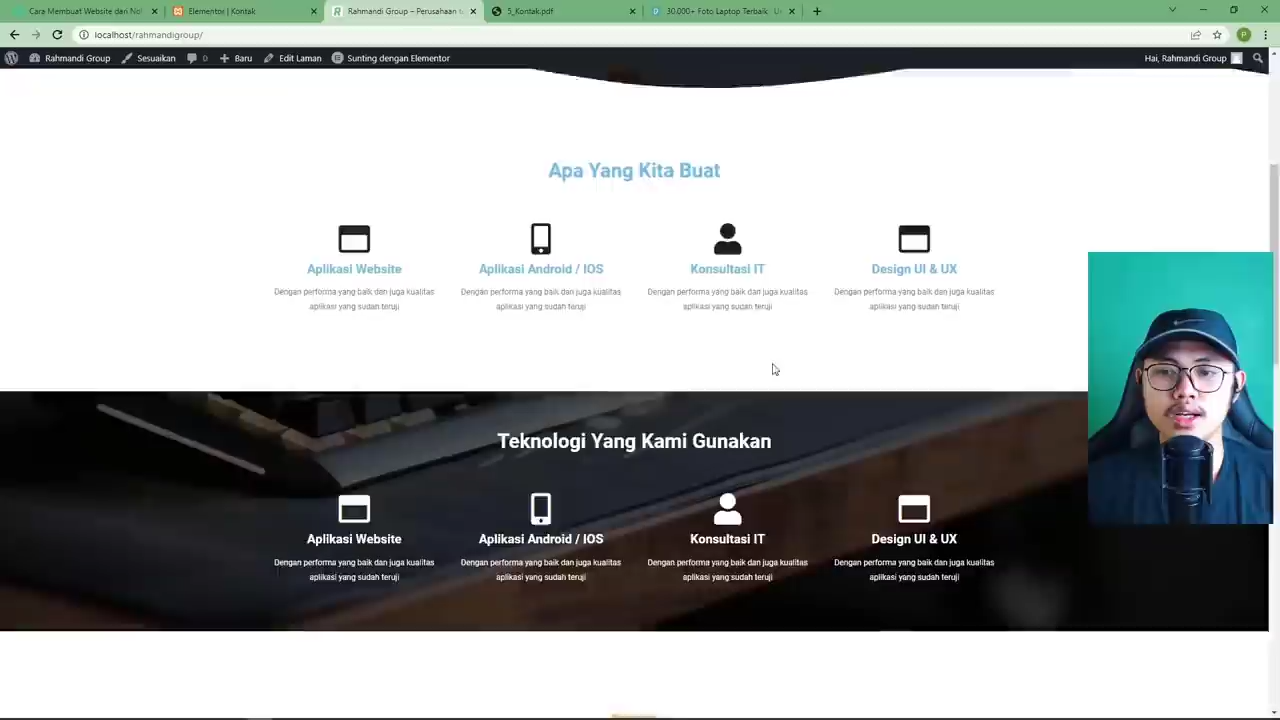 Cara Membuat Website dari Nol
Elementor | Kontak
Rahmandi Group – Perusahaan t
5_Kontak.pdf
30.000+ Foto Laptop Terbaik
localhost/rahmandigroup/
P
Rahmandi Group
Sesuaikan
0
Baru
Edit Laman
Sunting dengan Elementor
Hai, Rahmandi Group
Apa Yang Kita Buat
Aplikasi Website
Aplikasi Android / IOS
Konsultasi IT
Design UI & UX
Dengan performa yang baik dan juga kualitas
aplikasi yang sudah teruji
Dengan performa yang baik dan juga kualitas
aplikasi yang sudah teruji
Dengan performa yang baik dan juga kualitas
aplikasi yang sudah teruji
Dengan performa yang baik dan juga kualitas
aplikasi yang sudah teruji
Teknologi Yang Kami Gunakan
Aplikasi Website
Aplikasi Android / IOS
Konsultasi IT
Design UI & UX
Dengan performa yang baik dan juga kualitas
aplikasi yang sudah teruji
Dengan performa yang baik dan juga kualitas
aplikasi yang sudah teruji
Dengan performa yang baik dan juga kualitas
aplikasi yang sudah teruji
Dengan performa yang baik dan juga kualitas
aplikasi yang sudah teruji